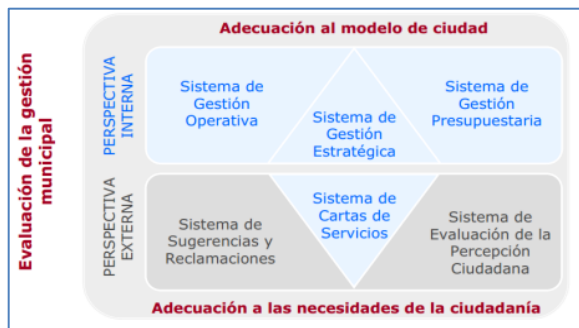 Evaluación de la gestión
municipal
Adecuación al modelo de ciudad
PERSPECTIVA
INTERNA
Sistema de
Gestión
Operativa
Sistema de
Gestión
Estratégica
Sistema de
Gestión
Presupuestaria
PERSPECTIVA
EXTERNA
Sistema de
Sugerencias y
Reclamaciones
Sistema de
Cartas de
Servicios
Sistema de
Evaluación de la
Percepción
Ciudadana
Adecuación a las necesidades de la ciudadanía